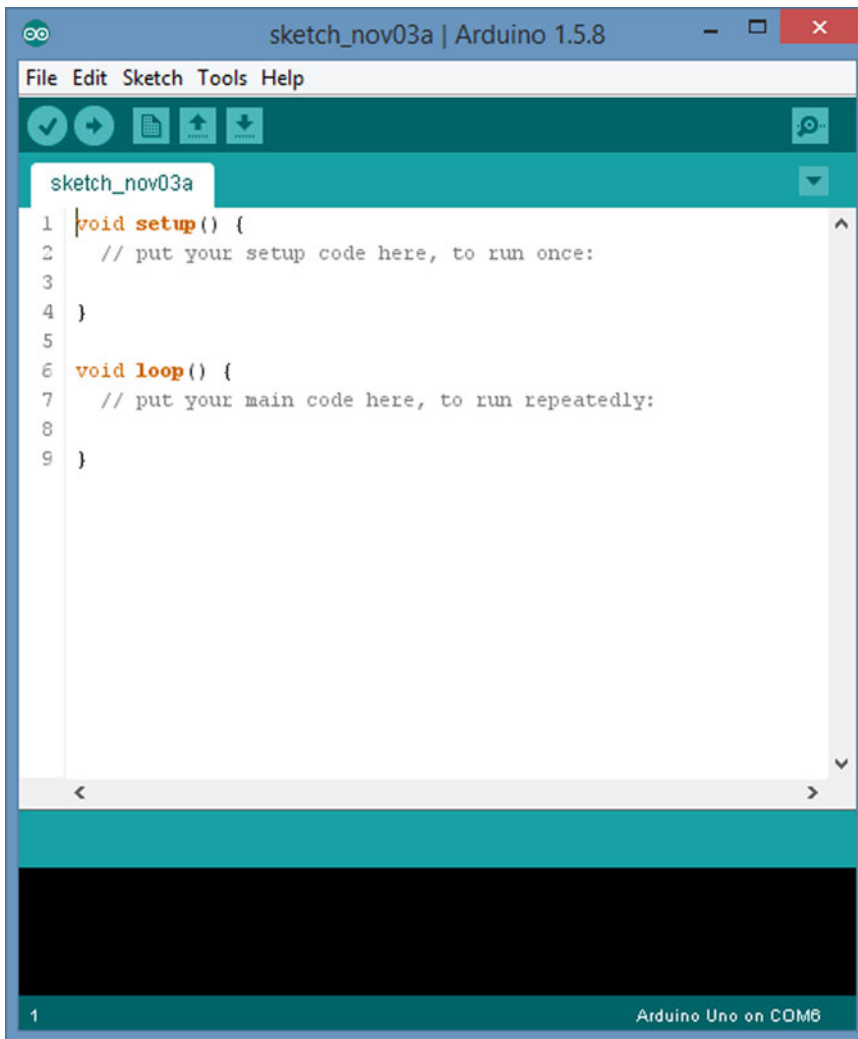 sketch_nov03a | Arduino 1.5.8
File Edit Sketch Tools Help
sketch_nov03a
1 void setup() {
2   // put your setup code here, to run once:
3
4 }
5
6 void loop() {
7   // put your main code here, to run repeatedly:
8
9 }
1 Arduino Uno on COM6